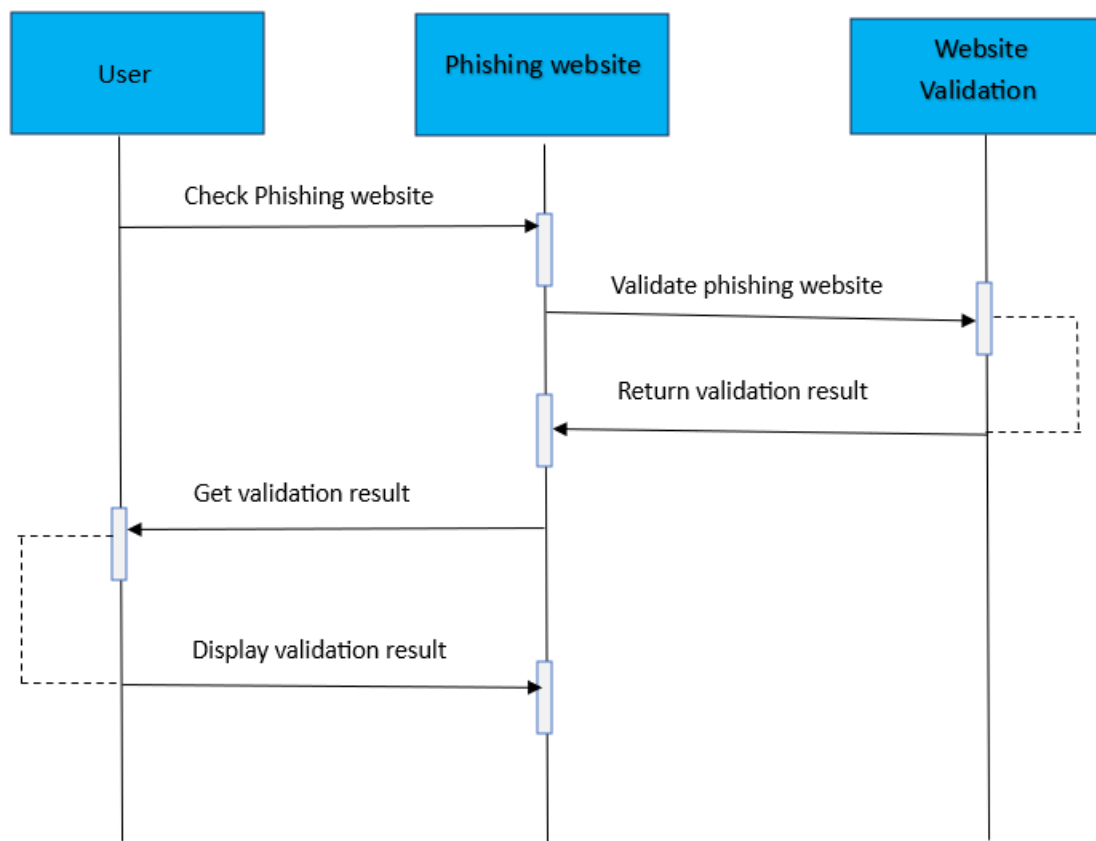 User
Phishing website
Website
Validation
Check Phishing website
Validate phishing website
Return validation result
Get validation result
Display validation result